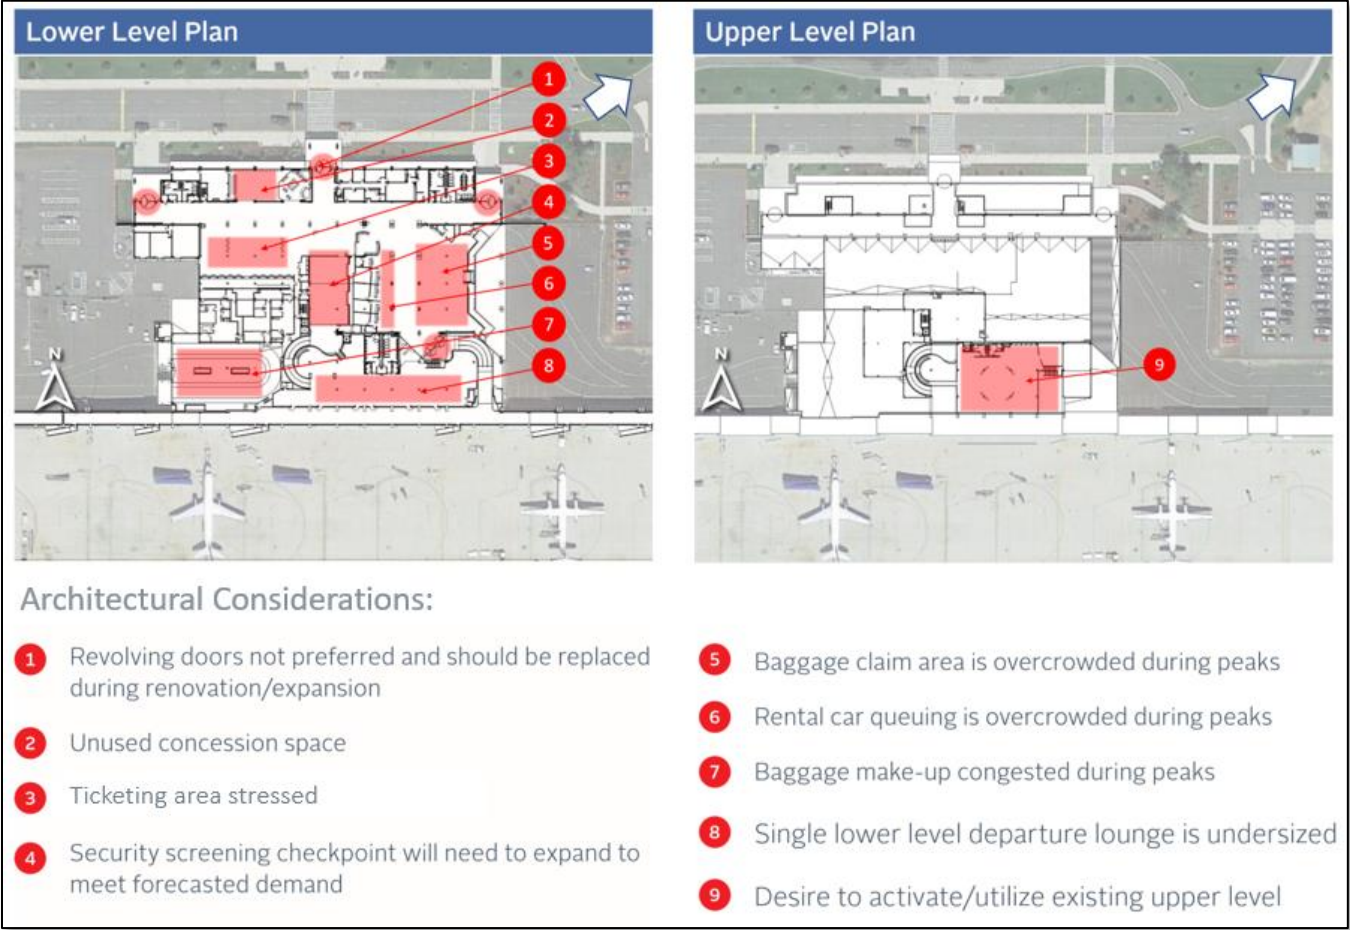 Lower Level Plan
Upper Level Plan
1
2
3
4
5
6
7
8
N
N
9
Architectural Considerations:
1 Revolving doors not preferred and should be replaced
during renovation/expansion
2 Unused concession space
3 Ticketing area stressed
4 Security screening checkpoint will need to expand to
meet forecasted demand
5 Baggage claim area is overcrowded during peaks
6 Rental car queuing is overcrowded during peaks
7 Baggage make-up congested during peaks
8 Single lower level departure lounge is undersized
9 Desire to activate/utilize existing upper level